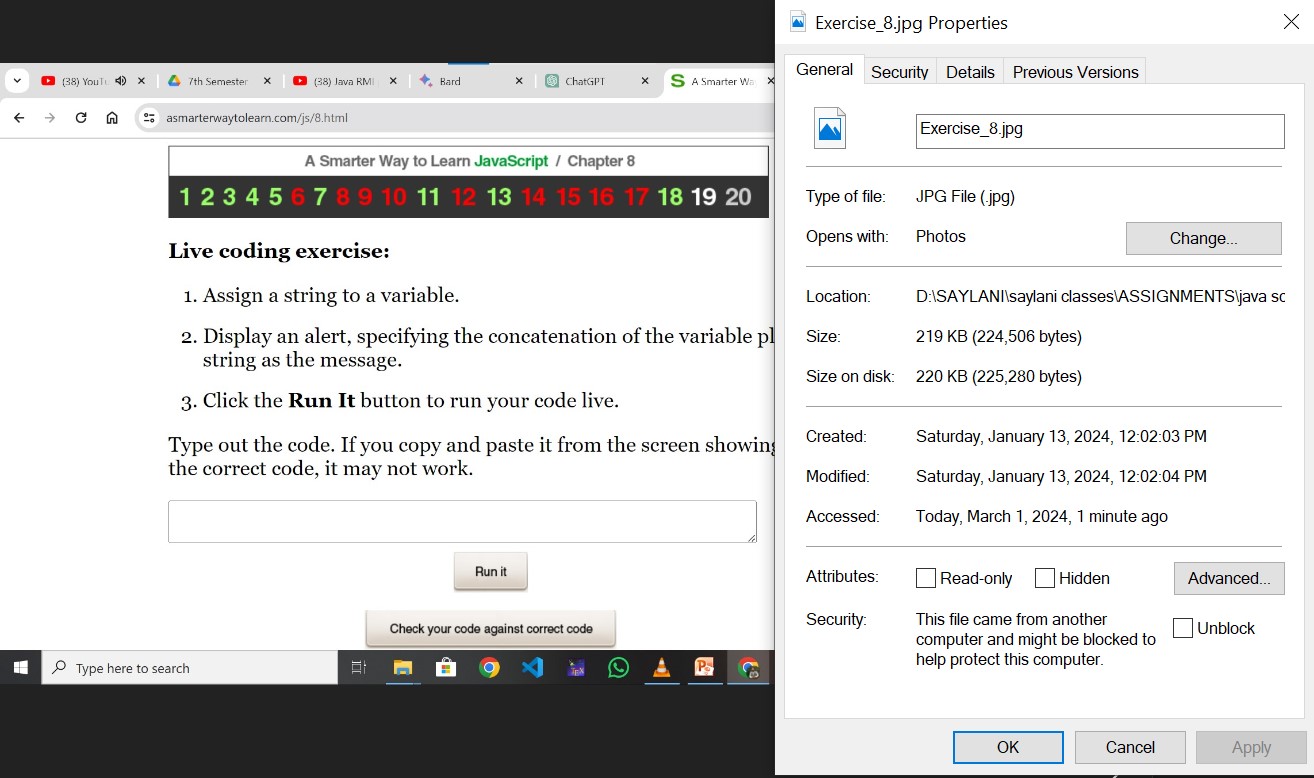 (38) YouTu
7th Semester
(38) Java RMI
Bard
ChatGPT
A Smarter Wa
asmarterwaytolearn.com/js/8.html
A Smarter Way to Learn JavaScript / Chapter 8
1 2 3 4 5 6 7 8 9 10 11 12 13 14 15 16 17 18 19 20
Live coding exercise:
1. Assign a string to a variable.
2. Display an alert, specifying the concatenation of the variable pl
string as the message.
3. Click the Run It button to run your code live.
Type out the code. If you copy and paste it from the screen showing
the correct code, it may not work.
Run it
Check your code against correct code
Type here to search
Exercise_8.jpg Properties
General
Security
Details
Previous Versions
Exercise_8.jpg
Type of file: JPG File (.jpg)
Opens with: Photos
Change...
Location: D:\SAYLANI\saylani classes\ASSIGNMENTS\java sc
Size: 219 KB (224,506 bytes)
Size on disk: 220 KB (225,280 bytes)
Created: Saturday, January 13, 2024, 12:02:03 PM
Modified: Saturday, January 13, 2024, 12:02:04 PM
Accessed: Today, March 1, 2024, 1 minute ago
Attributes: Read-only Hidden
Advanced...
Security: This file came from another
computer and might be blocked to
help protect this computer.
Unblock
OK
Cancel
Apply